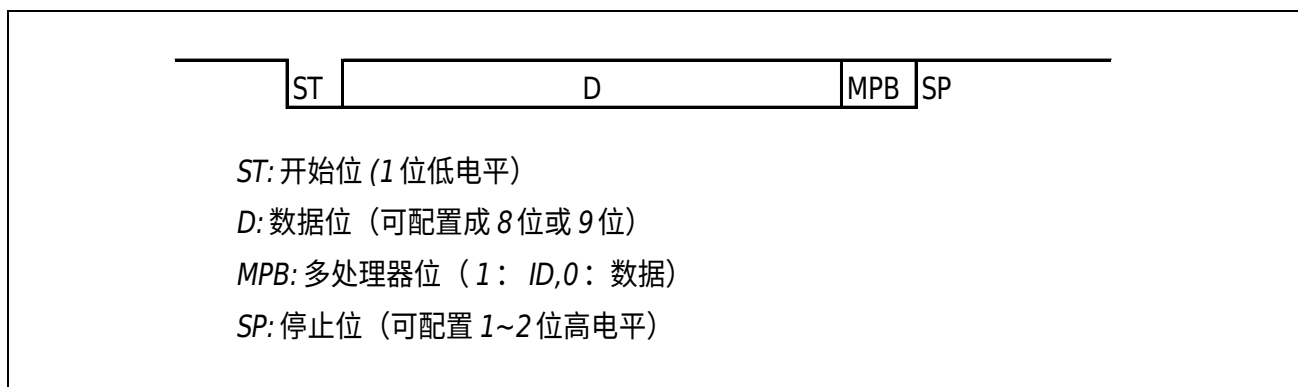 ST D MPB SP
ST: 开始位 (1 位低电平）
D: 数据位（可配置成 8 位或 9 位）
MPB: 多处理器位（ 1： ID,0：数据）
SP: 停止位（可配置 1~2 位高电平）